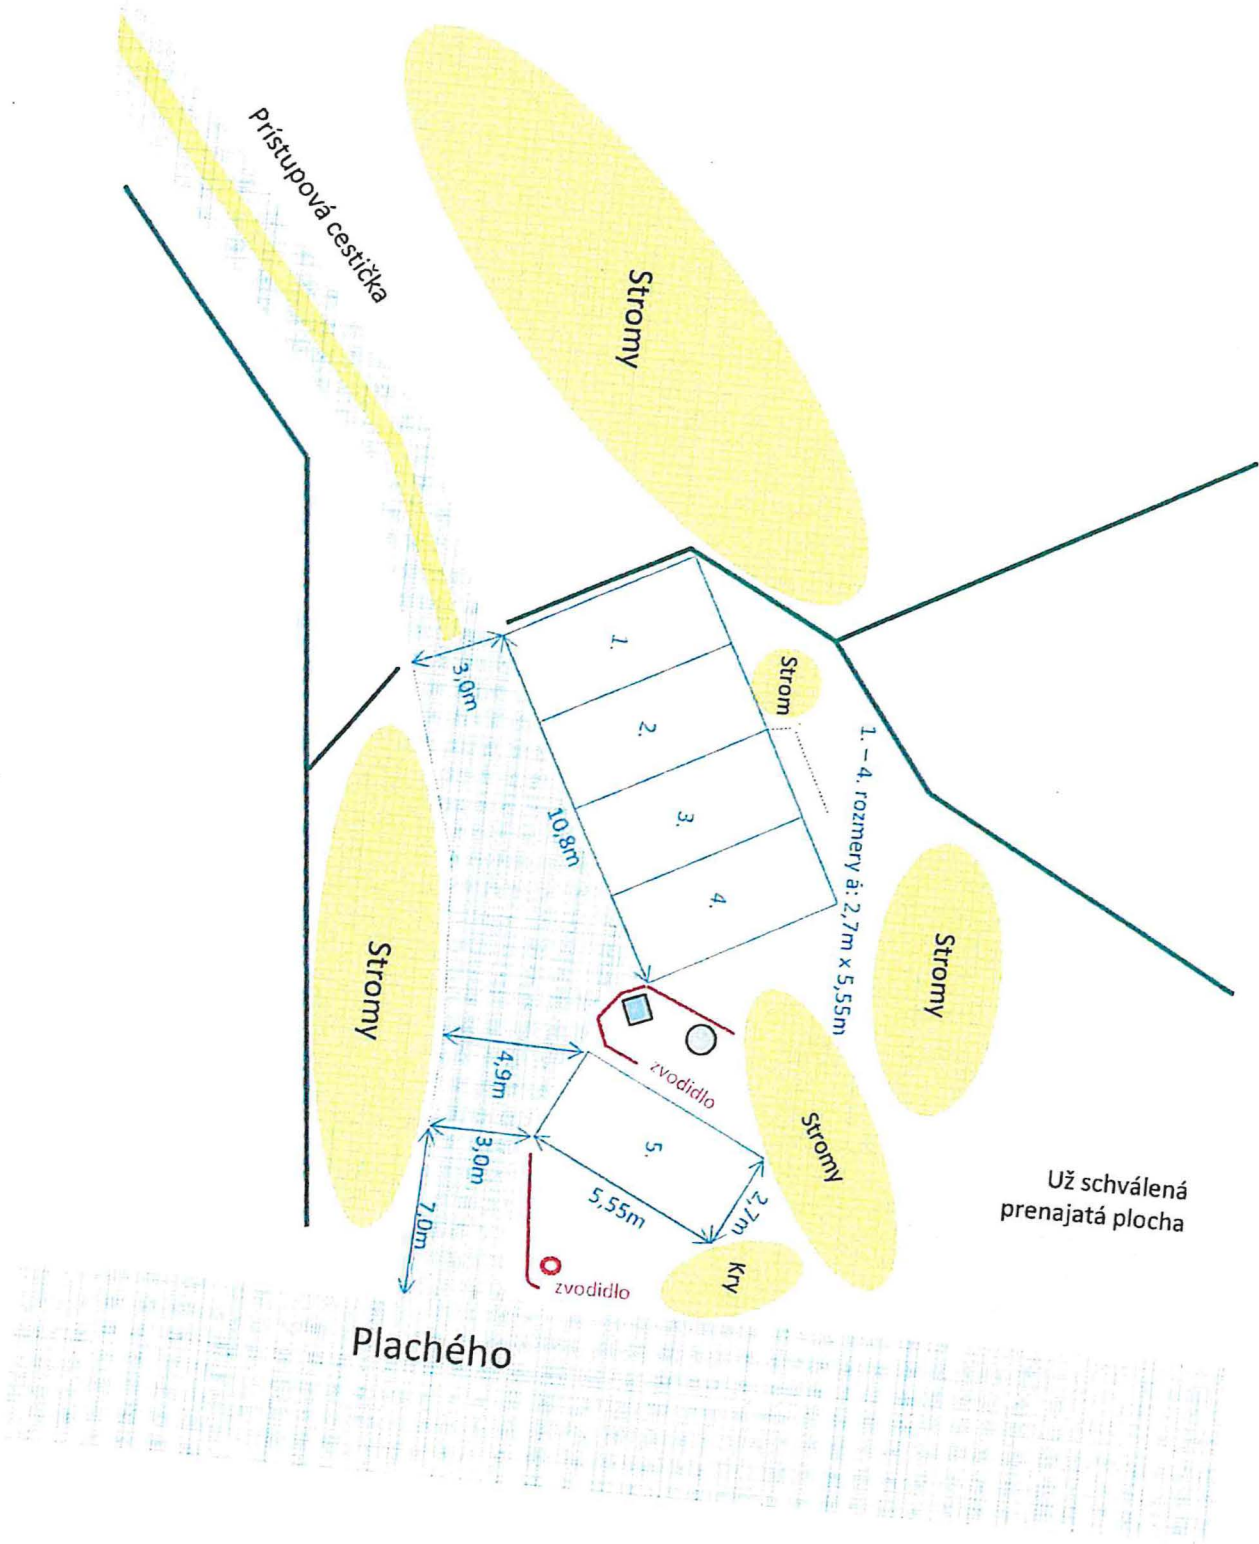 Prístupová cestička
Stromy
Strom
1.
2.
3.
4.
1. – 4. rozmery á: 2,7m x 5,55m
3,0m
10,8m
Stromy
Stromy
Stromy
zvodidlo
4,9m
3,0m
7,0m
5.
5,55m
2,7m
Kry
zvodidlo
Už schválená
prenajatá plocha
Plachého